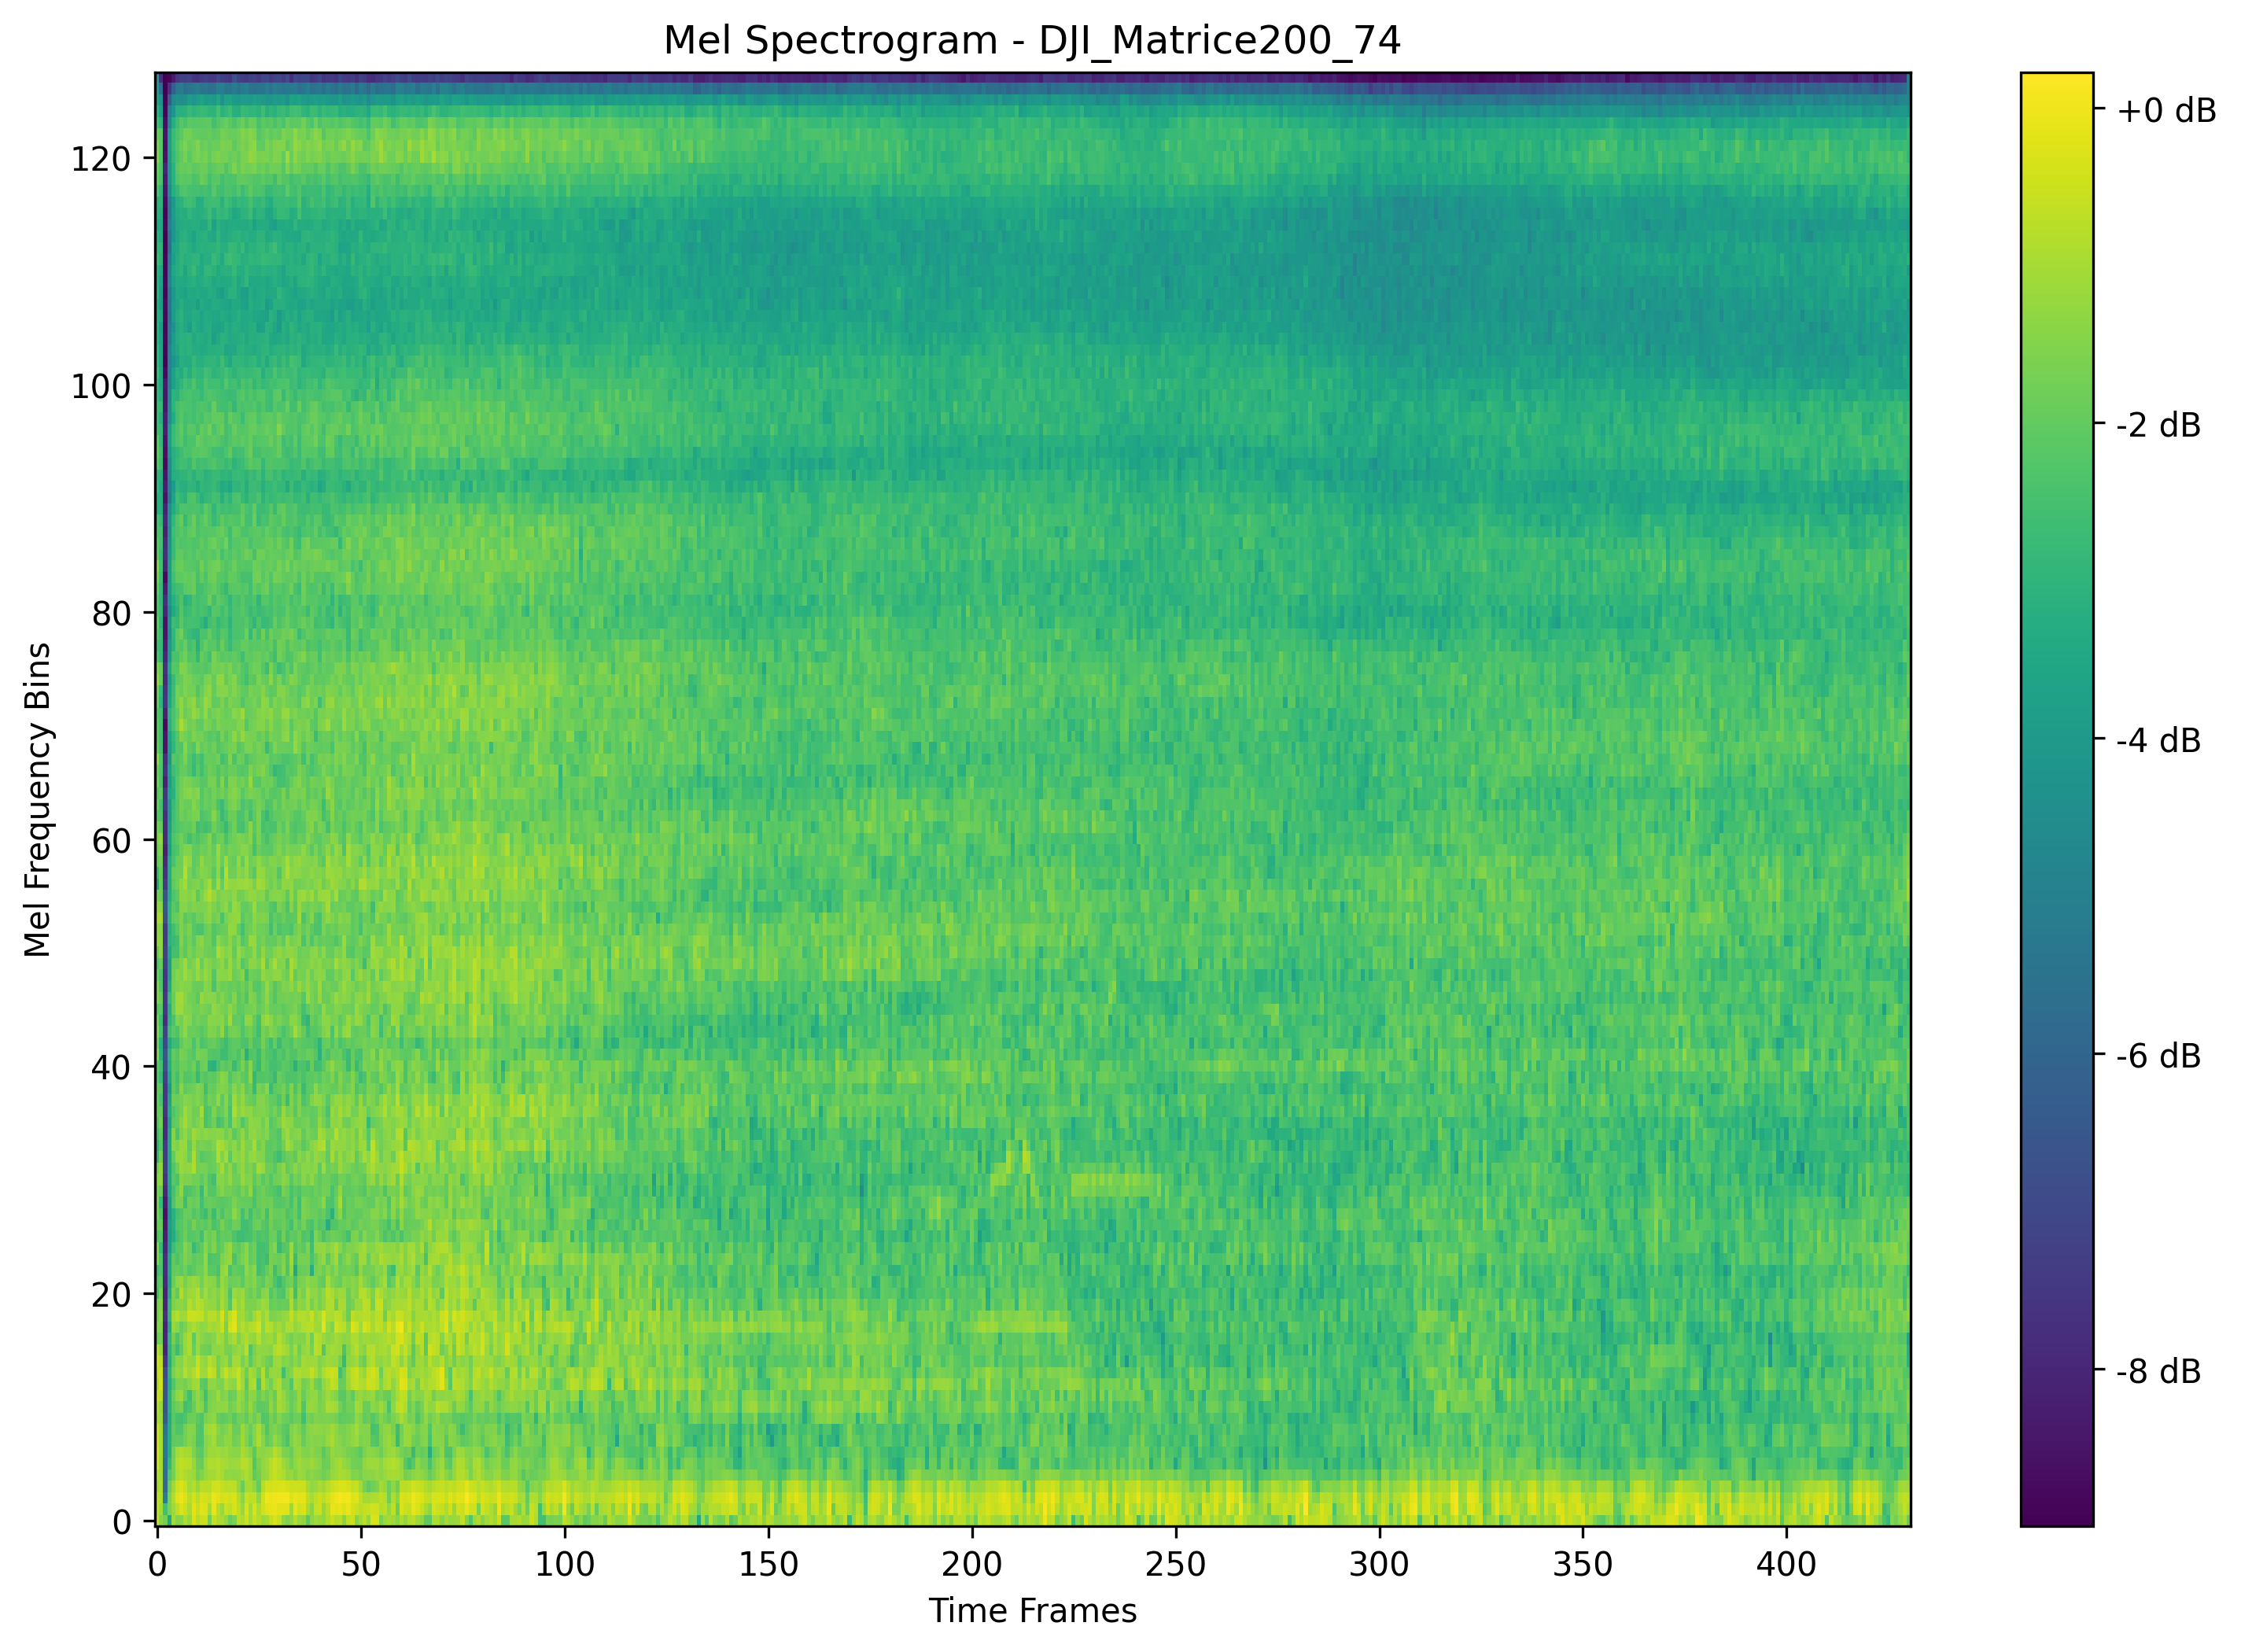 Mel Spectrogram - DJI_Matrice200_74
+0 dB
-2 dB
-4 dB
-6 dB
-8 dB
Mel Frequency Bins
120
100
80
60
40
20
0
0 50 100 150 200 250 300 350 400
Time Frames